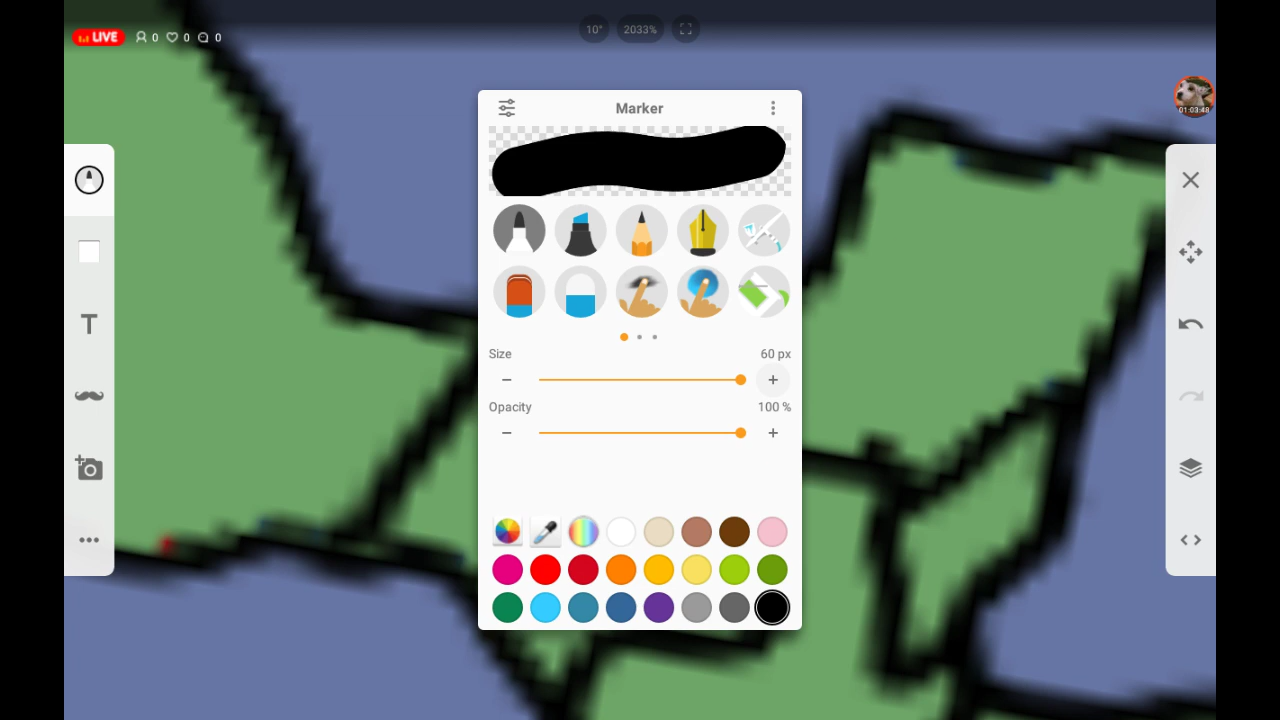 LIVE 0 0 0
10° 2033%
01:03:48
Marker
T
Size 60 px
Opacity 100 %